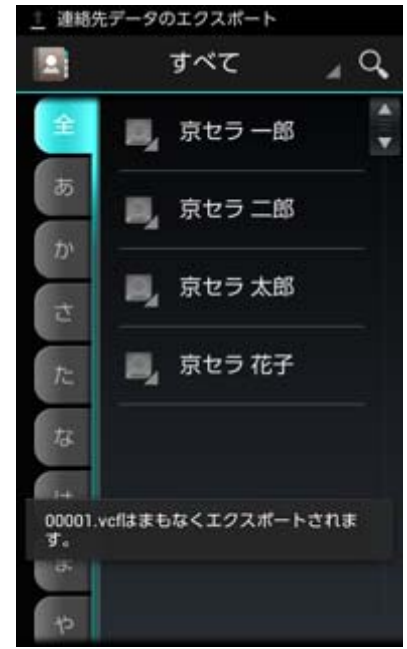 連絡先データのエクスポート
すべて
全
京セラ 一郎
あ
京セラ 二郎
か
さ
京セラ 太郎
た
京セラ 花子
な
は
00001.vcfはまもなくエクスポートされま
す。
ま
や